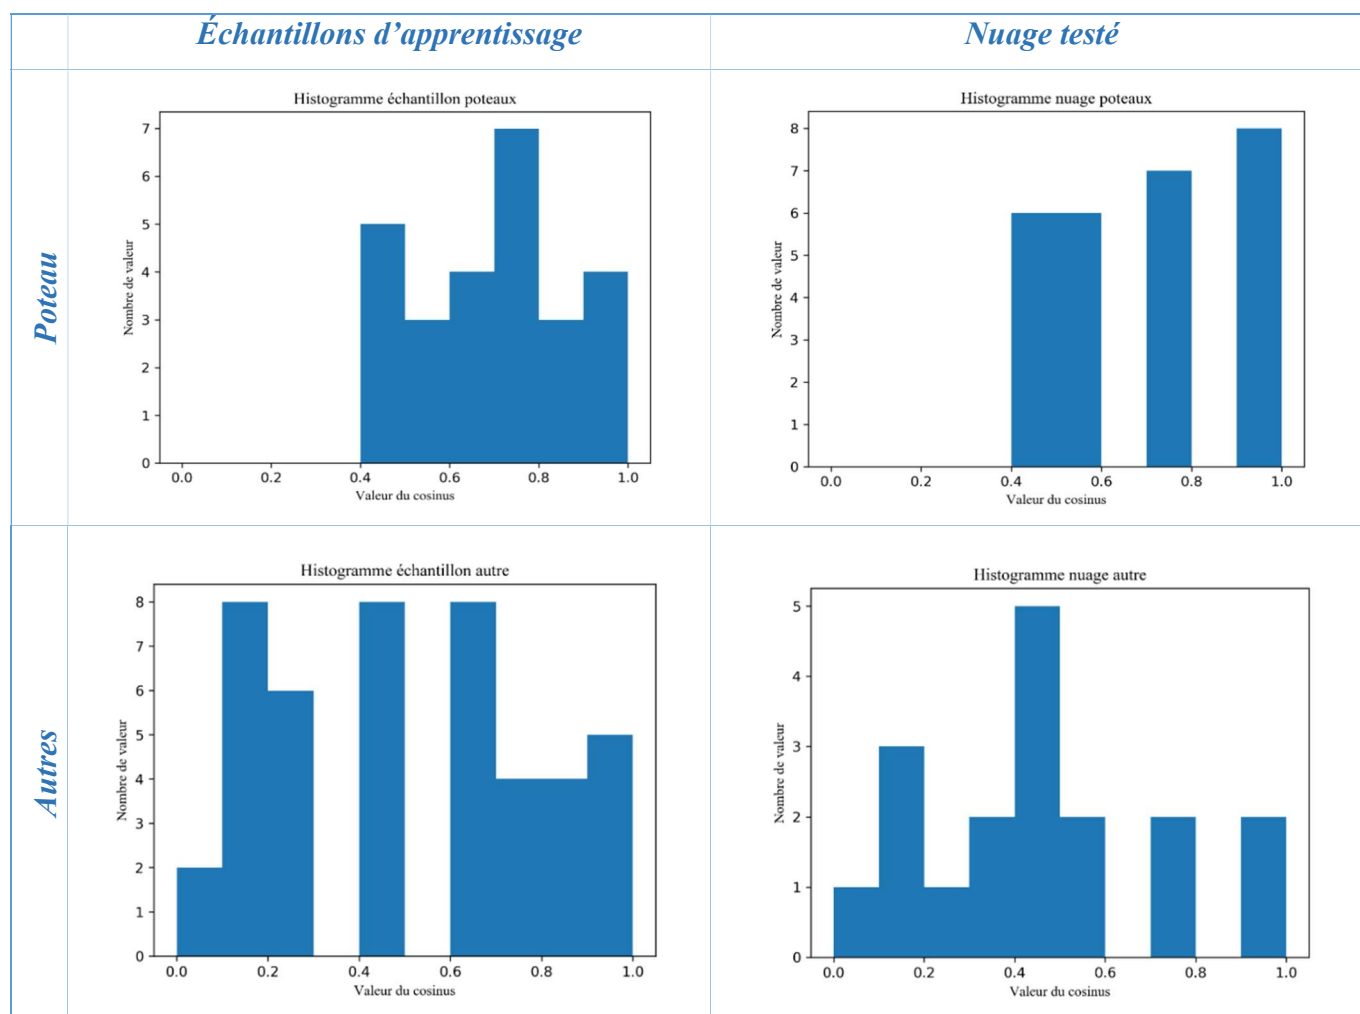 Échantillons d’apprentissage
Nuage testé
Poteau
Histogramme échantillon poteaux
7
6
5
4
3
2
1
0
Nombre de valeur
0.0 0.2 0.4 0.6 0.8 1.0
Valeur du cosinus
Histogramme nuage poteaux
8
7
6
5
4
3
2
1
0
Nombre de valeur
0.0 0.2 0.4 0.6 0.8 1.0
Valeur du cosinus
Autres
Histogramme échantillon autre
8
7
6
5
4
3
2
1
0
Nombre de valeur
0.0 0.2 0.4 0.6 0.8 1.0
Valeur du cosinus
Histogramme nuage autre
5
4
3
2
1
0
Nombre de valeur
0.0 0.2 0.4 0.6 0.8 1.0
Valeur du cosinus